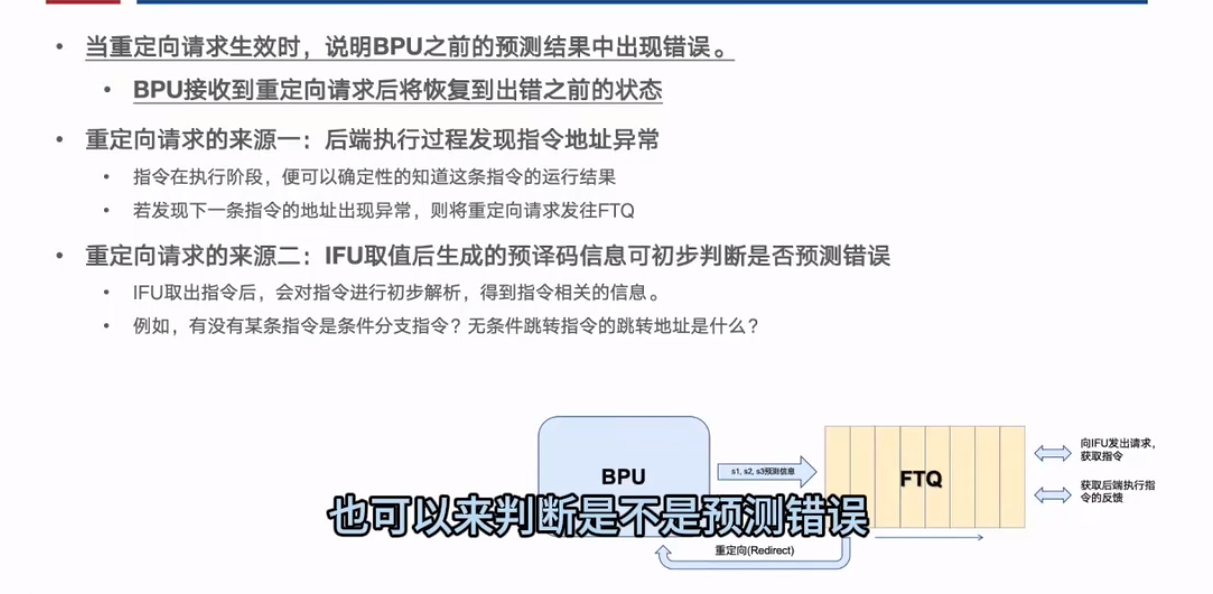 当重定向请求生效时，说明BPU之前的预测结果中出现错误。
BPU接收到重定向请求后将恢复到出错之前的状态
重定向请求的来源一：后端执行过程发现指令地址异常
指令在执行阶段，便可以确定性的知道这条指令的运行结果
若发现下一条指令的地址出现异常，则将重定向请求发往FTQ
重定向请求的来源二：IFU取值后生成的预译码信息可初步判断是否预测错误
IFU取出指令后，会对指令进行初步解析，得到指令相关的信息。
例如，有没有某条指令是条件分支指令？无条件跳转指令的跳转地址是什么？
BPU
s1, s2, s3预测信息
FTQ
向IFU发出请求，
获取指令
获取后端执行指
令的反馈
也可以来判断是不是预测错误
重定向(Redirect)